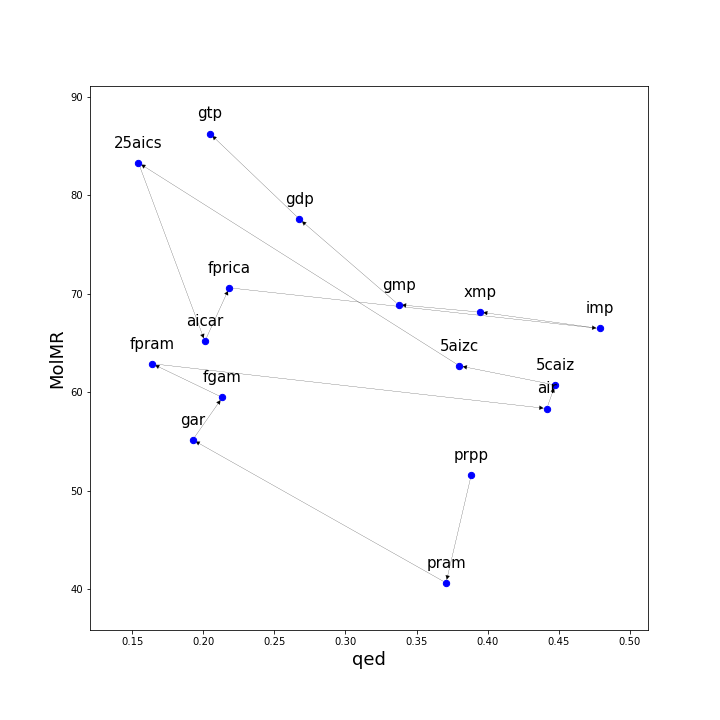 90
gtp
25aics
80
gdp
fprica
gmp
xmp
imp
70
aicar
MolMR
fpram
5aizc
5caiz
air
fgam
60
gar
prpp
50
pram
40
0.15
0.20
0.25
0.30
0.35
0.40
0.45
0.50
qed